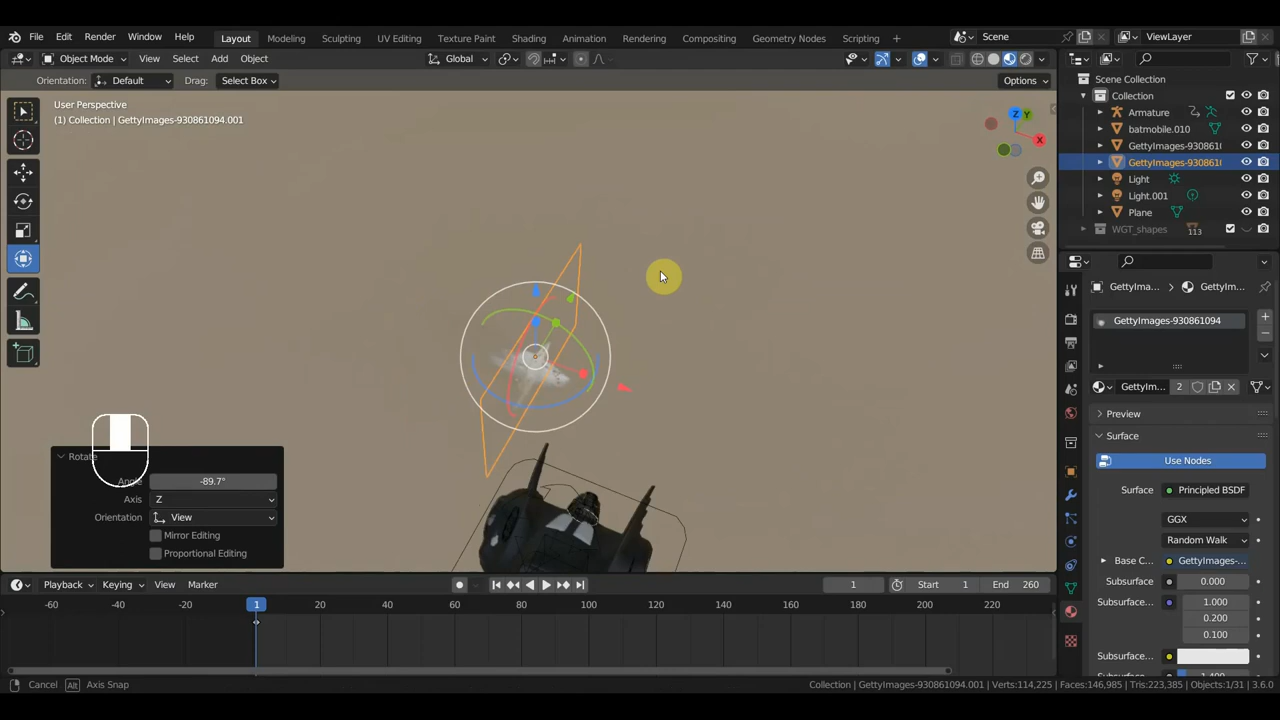 File Edit Render Window Help Layout Modeling Sculpting UV Editing Texture Paint Shading Animation Rendering Compositing Geometry Nodes Scripting + Scene ViewLayer
Object Mode View Select Add Object Global Options
Orientation: Default Drag: Select Box
User Perspective
(1) Collection | GettyImages-930861094.001
Z Y
X
Scene Collection
Collection
Armature
batmobile.010
GettyImages-930861(
GettyImages-930861(
Light
Light.001
Plane
WGT_shapes 113
GettyIma... GettyIm...
GettyImages-930861094
GettyIm... 2
Preview
Surface
Use Nodes
Surface Principled BSDF
GGX
Random Walk
Base C... GettyImages-...
Subsurface 0.000
Subsurface... 1.000
0.200
0.100
Subsurface...
Subsurface... 1.400
Rotate
Angle -89.7°
Axis Z
Orientation View
Mirror Editing
Proportional Editing
Playback Keying View Marker 1 Start 1 End 260
-60 -40 -20 1 20 40 60 80 100 120 140 160 180 200 220
Cancel Alt Axis Snap Collection | GettyImages-930861094.001 | Verts:114,225 | Faces:146,985 | Tris:223,385 | Objects:1/31 | 3.6.0